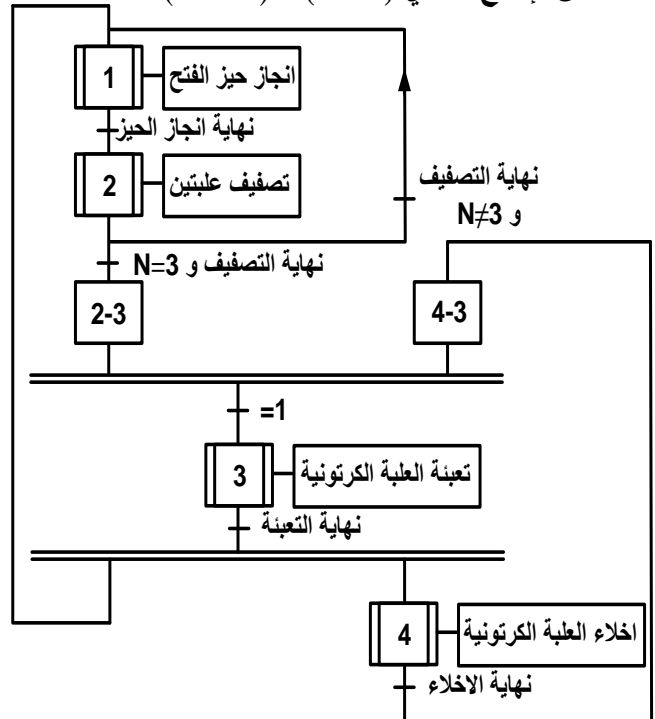 1
انجاز حيز الفتح
نهاية انجاز الحيز
2
تصفيف علبتين
نهاية التصفيف
و N≠3
نهاية التصفيف و N=3
2-3
4-3
=1
3
تعبئة العلبة الكرتونية
نهاية التعبئة
4
اخلاء العلبة الكرتونية
نهاية الاخلاء